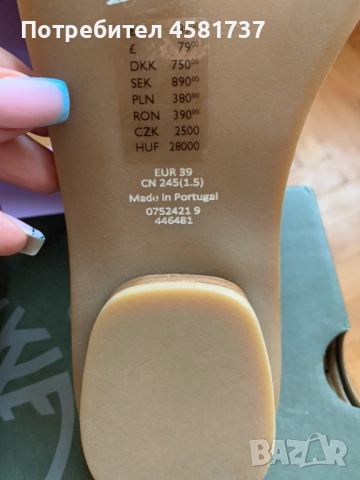 Потребител 4581737
£ 79⁰⁰
DKK 750⁰⁰
SEK 890⁰⁰
PLN 380⁰⁰
RON 390⁰⁰
CZK 2500
HUF 28000
EUR 39
CN 245(1.5)
Made in Portugal
0752421 9
446481
BAZAR